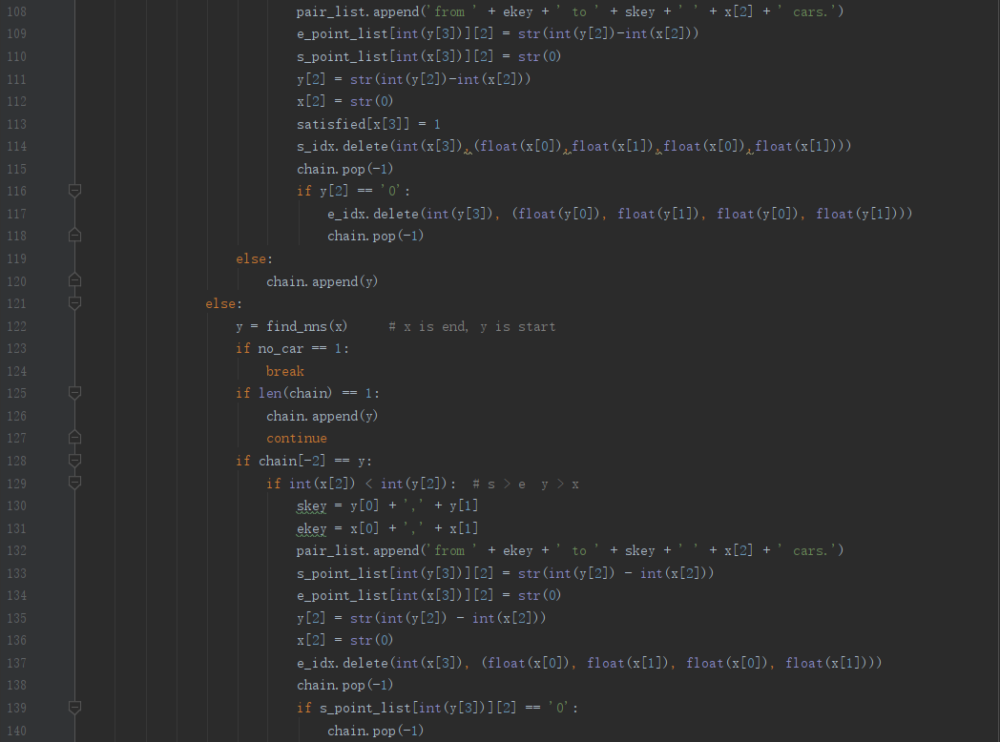 108 pair_list.append('from ' + ekey + ' to ' + skey + ' ' + x[2] + ' cars.')
109 e_point_list[int(y[3])][2] = str(int(y[2])-int(x[2]))
110 s_point_list[int(x[3])][2] = str(0)
111 y[2] = str(int(y[2])-int(x[2]))
112 x[2] = str(0)
113 satisfied[x[3]] = 1
114 s_idx.delete(int(x[3]),(float(x[0]),float(x[1]),float(x[0]),float(x[1])))
115 chain.pop(-1)
116 if y[2] == '0':
117 e_idx.delete(int(y[3]), (float(y[0]), float(y[1]), float(y[0]), float(y[1])))
118 chain.pop(-1)
119 else:
120 chain.append(y)
121 else:
122 y = find_nns(x) # x is end, y is start
123 if no_car == 1:
124 break
125 if len(chain) == 1:
126 chain.append(y)
127 continue
128 if chain[-2] == y:
129 if int(x[2]) < int(y[2]): # s > e y > x
130 skey = y[0] + ',' + y[1]
131 ekey = x[0] + ',' + x[1]
132 pair_list.append('from ' + ekey + ' to ' + skey + ' ' + x[2] + ' cars.')
133 s_point_list[int(y[3])][2] = str(int(y[2]) - int(x[2]))
134 e_point_list[int(x[3])][2] = str(0)
135 y[2] = str(int(y[2]) - int(x[2]))
136 x[2] = str(0)
137 e_idx.delete(int(x[3]), (float(x[0]), float(x[1]), float(x[0]), float(x[1])))
138 chain.pop(-1)
139 if s_point_list[int(y[3])][2] == '0':
140 chain.pop(-1)